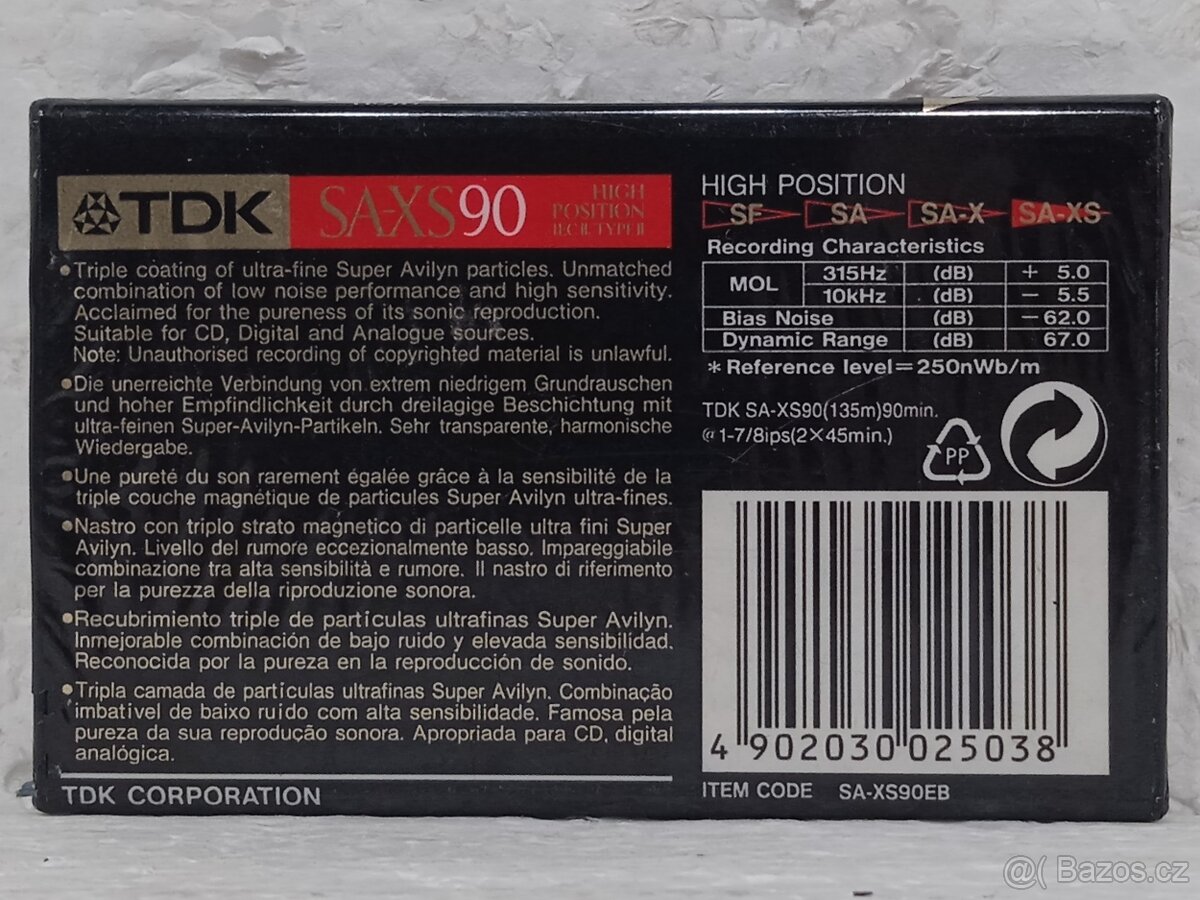 TDK SA-XS90 HIGH
POSITION
IEC II/TYPE II
•Triple coating of ultra-fine Super Avilyn particles. Unmatched
combination of low noise performance and high sensitivity.
Acclaimed for the pureness of its sonic reproduction.
Suitable for CD, Digital and Analogue sources.
Note: Unauthorised recording of copyrighted material is unlawful.
•Die unerreichte Verbindung von extrem niedrigem Grundrauschen
und hoher Empfindlichkeit durch dreilagige Beschichtung mit
ultra-feinen Super-Avilyn-Partikeln. Sehr transparente, harmonische
Wiedergabe.
•Une pureté du son rarement égalée grâce à la sensibilité de la
triple couche magnétique de particules Super Avilyn ultra-fines.
•Nastro con triplo strato magnetico di particelle ultra fini Super
Avilyn. Livello del rumore eccezionalmente basso. Impareggiabile
combinazione tra alta sensibilità e rumore. Il nastro di riferimento
per la purezza della riproduzione sonora.
•Recubrimiento triple de partículas ultrafinas Super Avilyn.
Inmejorable combinación de bajo ruido y elevada sensibilidad.
Reconocida por la pureza en la reproducción de sonido.
•Tripla camada de partículas ultrafinas Super Avilyn. Combinação
imbatível de baixo ruído com alta sensibilidade. Famosa pela
pureza da sua reprodução sonora. Apropriada para CD, digital
analógica.
TDK CORPORATION
HIGH POSITION
SF SA SA-X SA-XS
Recording Characteristics
MOL 315Hz (dB) + 5.0
10kHz (dB) − 5.5
Bias Noise (dB) −62.0
Dynamic Range (dB) 67.0
*Reference level=250nWb/m
TDK SA-XS90(135m)90min.
@1-7/8ips(2×45min.)
PP
4 902030 025038
ITEM CODE SA-XS90EB
@( Bazos.cz